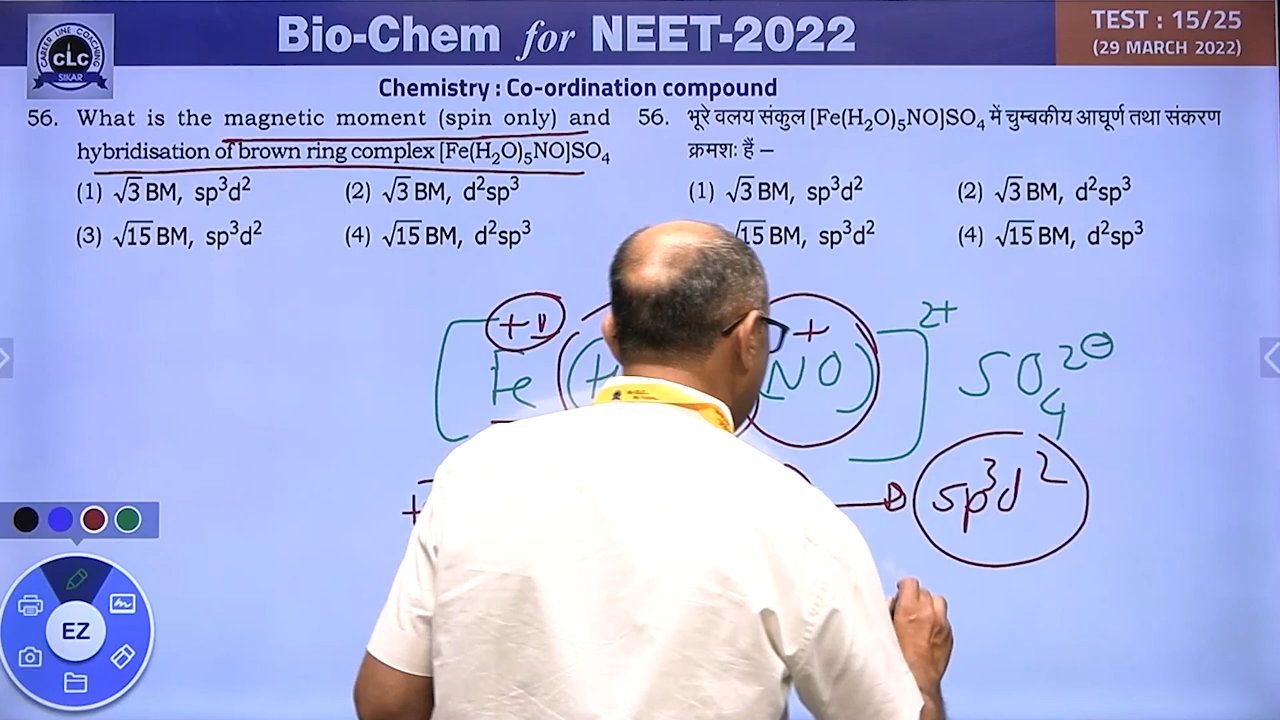 Bio-Chem for NEET-2022
TEST : 15/25
(29 MARCH 2022)
CAREER LINE COACHING
CLC
SIKAR
Chemistry : Co-ordination compound
56. What is the magnetic moment (spin only) and
hybridisation of brown ring complex [Fe(H₂O)₅NO]SO₄
(1) √3 BM, sp³d² (2) √3 BM, d²sp³
(3) √15 BM, sp³d² (4) √15 BM, d²sp³
56. भूरे वलय संकुल [Fe(H₂O)₅NO]SO₄ में चुम्बकीय आघूर्ण तथा संकरण
क्रमशः हैं –
(1) √3 BM, sp³d² (2) √3 BM, d²sp³
√15 BM, sp³d² (4) √15 BM, d²sp³
+1 + 2+
[Fe (NO)] SO₄²⊖
+ sp³d²
EZ